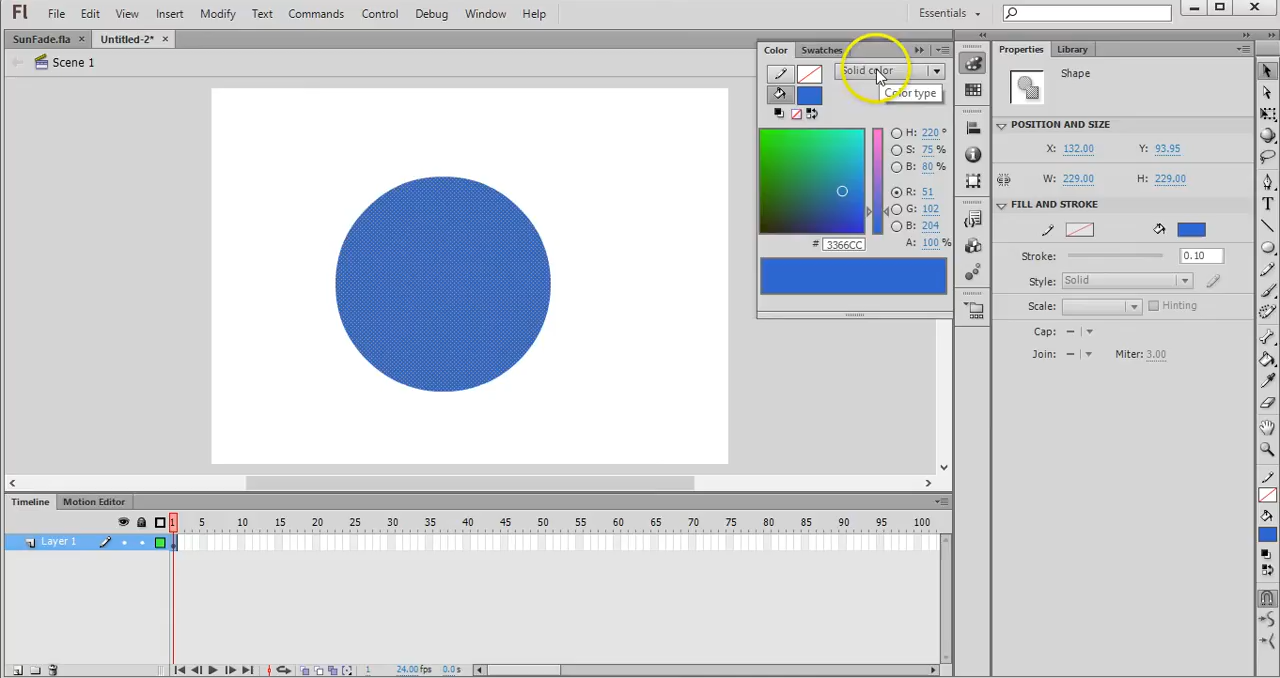 Fl File Edit View Insert Modify Text Commands Control Debug Window Help Essentials
SunFade.fla × Untitled-2* ×
Scene 1
Color Swatches
Solid color
Color type
H: 220 °
S: 75 %
B: 80 %
R: 51
G: 102
B: 204
A: 100 %
# 3366CC
Properties Library
Shape
POSITION AND SIZE
X: 132.00 Y: 93.95
W: 229.00 H: 229.00
FILL AND STROKE
Stroke: 0.10
Style: Solid
Scale: Hinting
Cap:
Join: Miter: 3.00
Timeline Motion Editor
1 5 10 15 20 25 30 35 40 45 50 55 60 65 70 75 80 85 90 95 100
Layer 1
1 24.00 fps 0.0 s